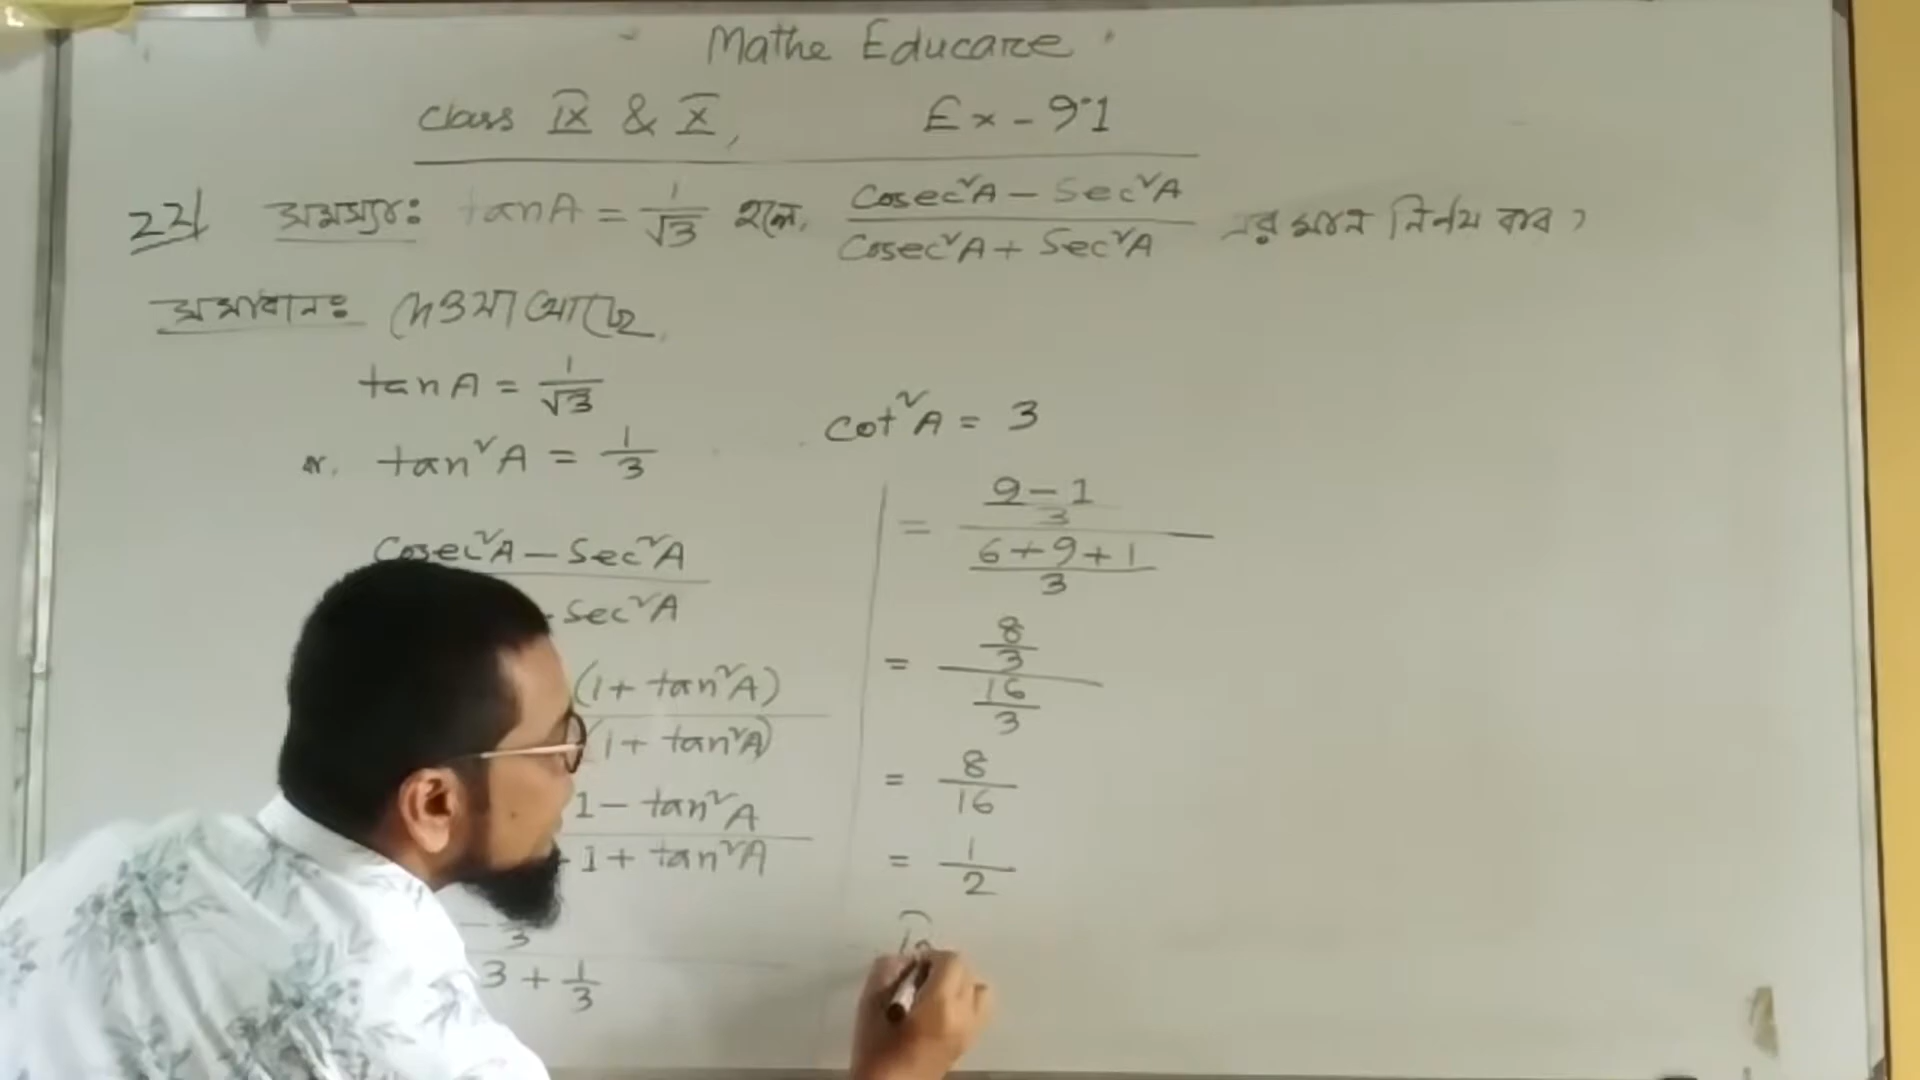 Mathe Educare
Class IX & X, Ex - 9.1
22| সমস্যা: tanA = 1/√3 হলে, (Cosec²A − Sec²A)/(Cosec²A + Sec²A) এর মান নির্ণয় কর?
সমাধান: দেওয়া আছে,
tanA = 1/√3
বা, tan²A = 1/3
Cosec²A − Sec²A
Sec²A
(1 + tan²A)
(1 + tan²A)
1 − tan²A
1 + tan²A
3
3 + 1/3
cot²A = 3
= ((9 − 1)/3)/((6 + 9 + 1)/3)
= (8/3)/(16/3)
= 8/16
= 1/2